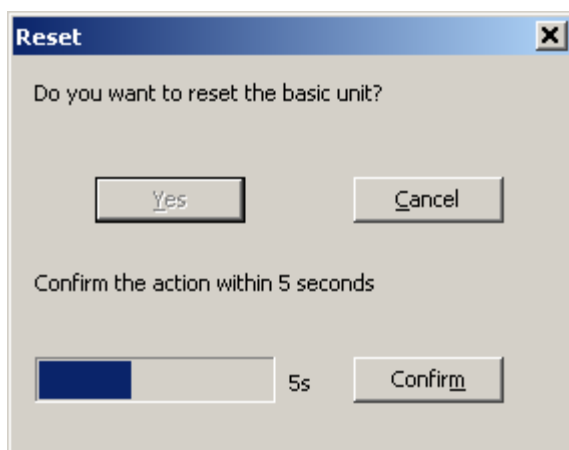 Reset
Do you want to reset the basic unit?
Yes Cancel
Confirm the action within 5 seconds
5s Confirm